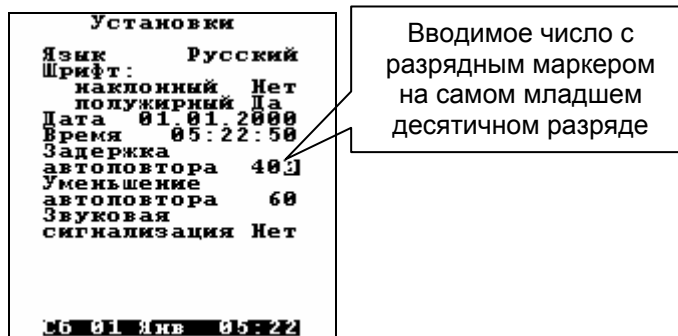 Установки
Язык Русский
Шрифт:
наклонный Нет
полужирный Да
Дата 01.01.2000
Время 05:22:50
Задержка
автоповтора
Уменьшение
автоповтора 60
Звуковая
сигнализация Нет
Сб 01 Янв 05:22
Вводимое число с
разрядным маркером
на самом младшем
десятичном разряде